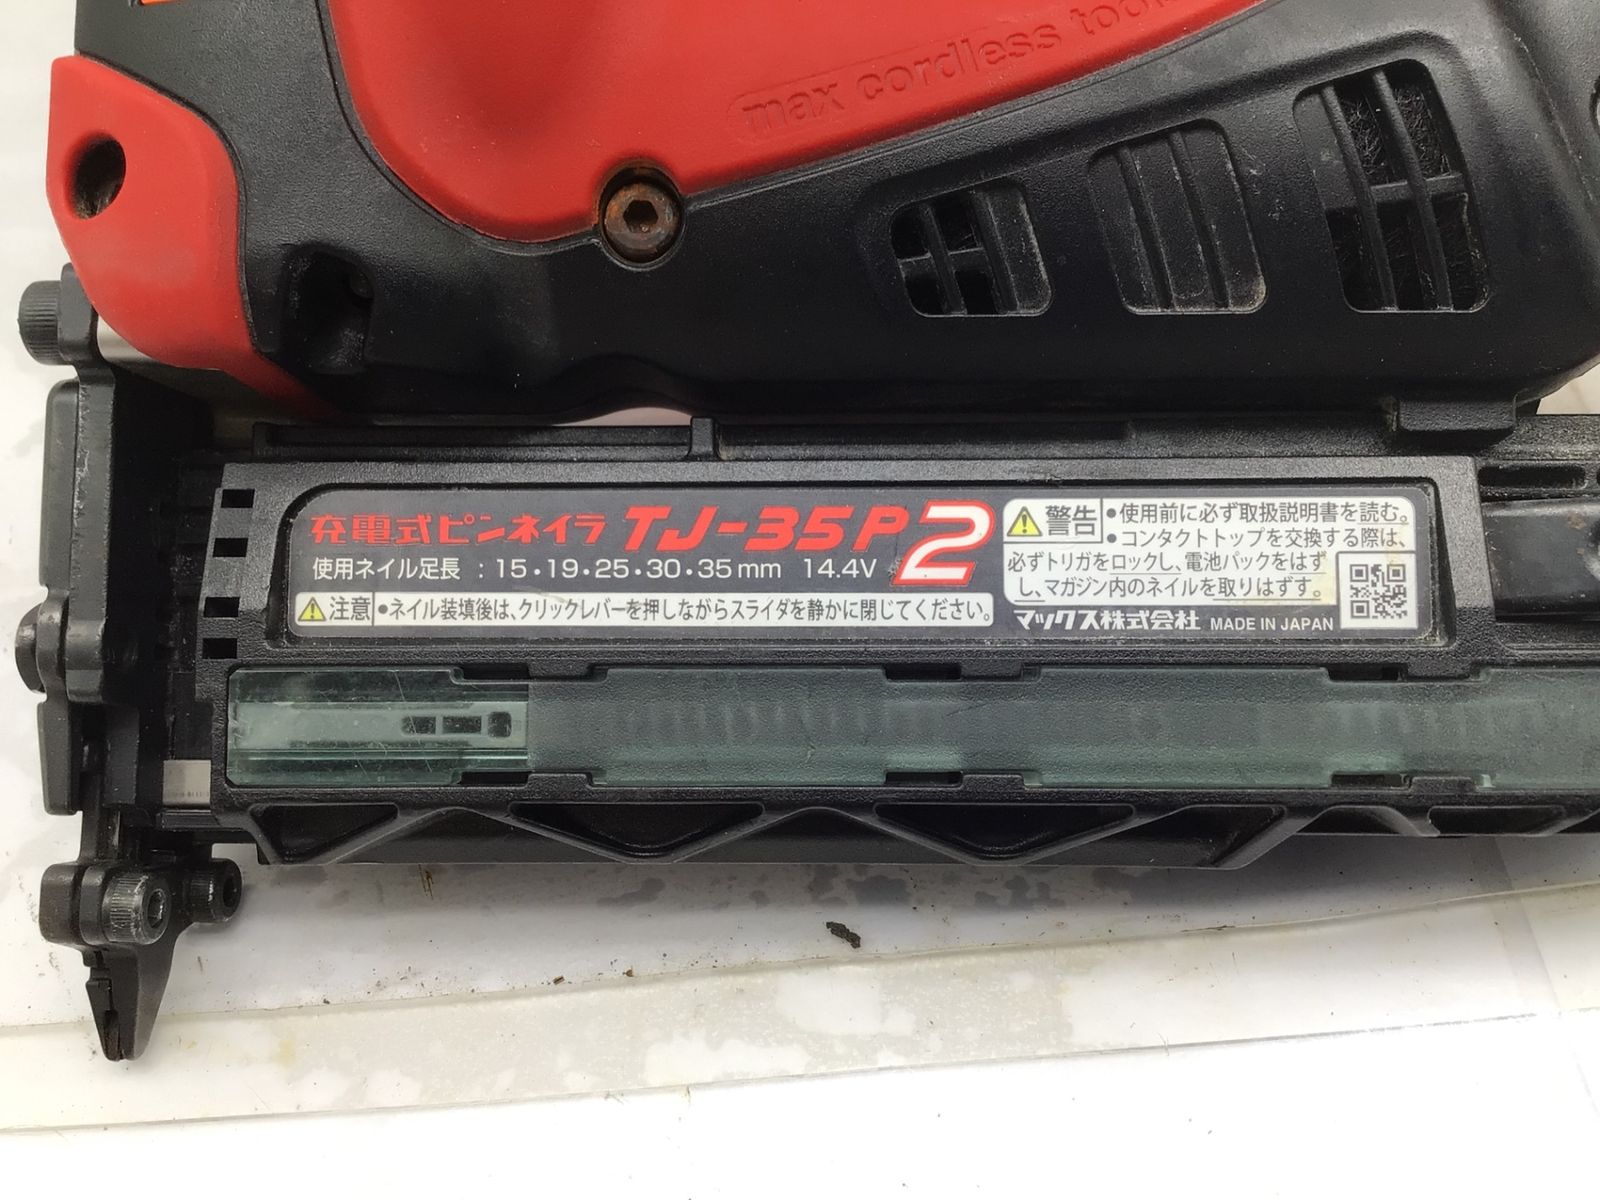 max cordless tools
充電式ピンネイラ TJ-35P2
使用ネイル足長 : 15・19・25・30・35mm 14.4V
注意 •ネイル装填後は、クリックレバーを押しながらスライダを静かに閉じてください。
警告 •使用前に必ず取扱説明書を読む。
•コンタクトトップを交換する際は、
必ずトリガをロックし、電池パックをはず
し、マガジン内のネイルを取りはずす。
マックス株式会社 MADE IN JAPAN